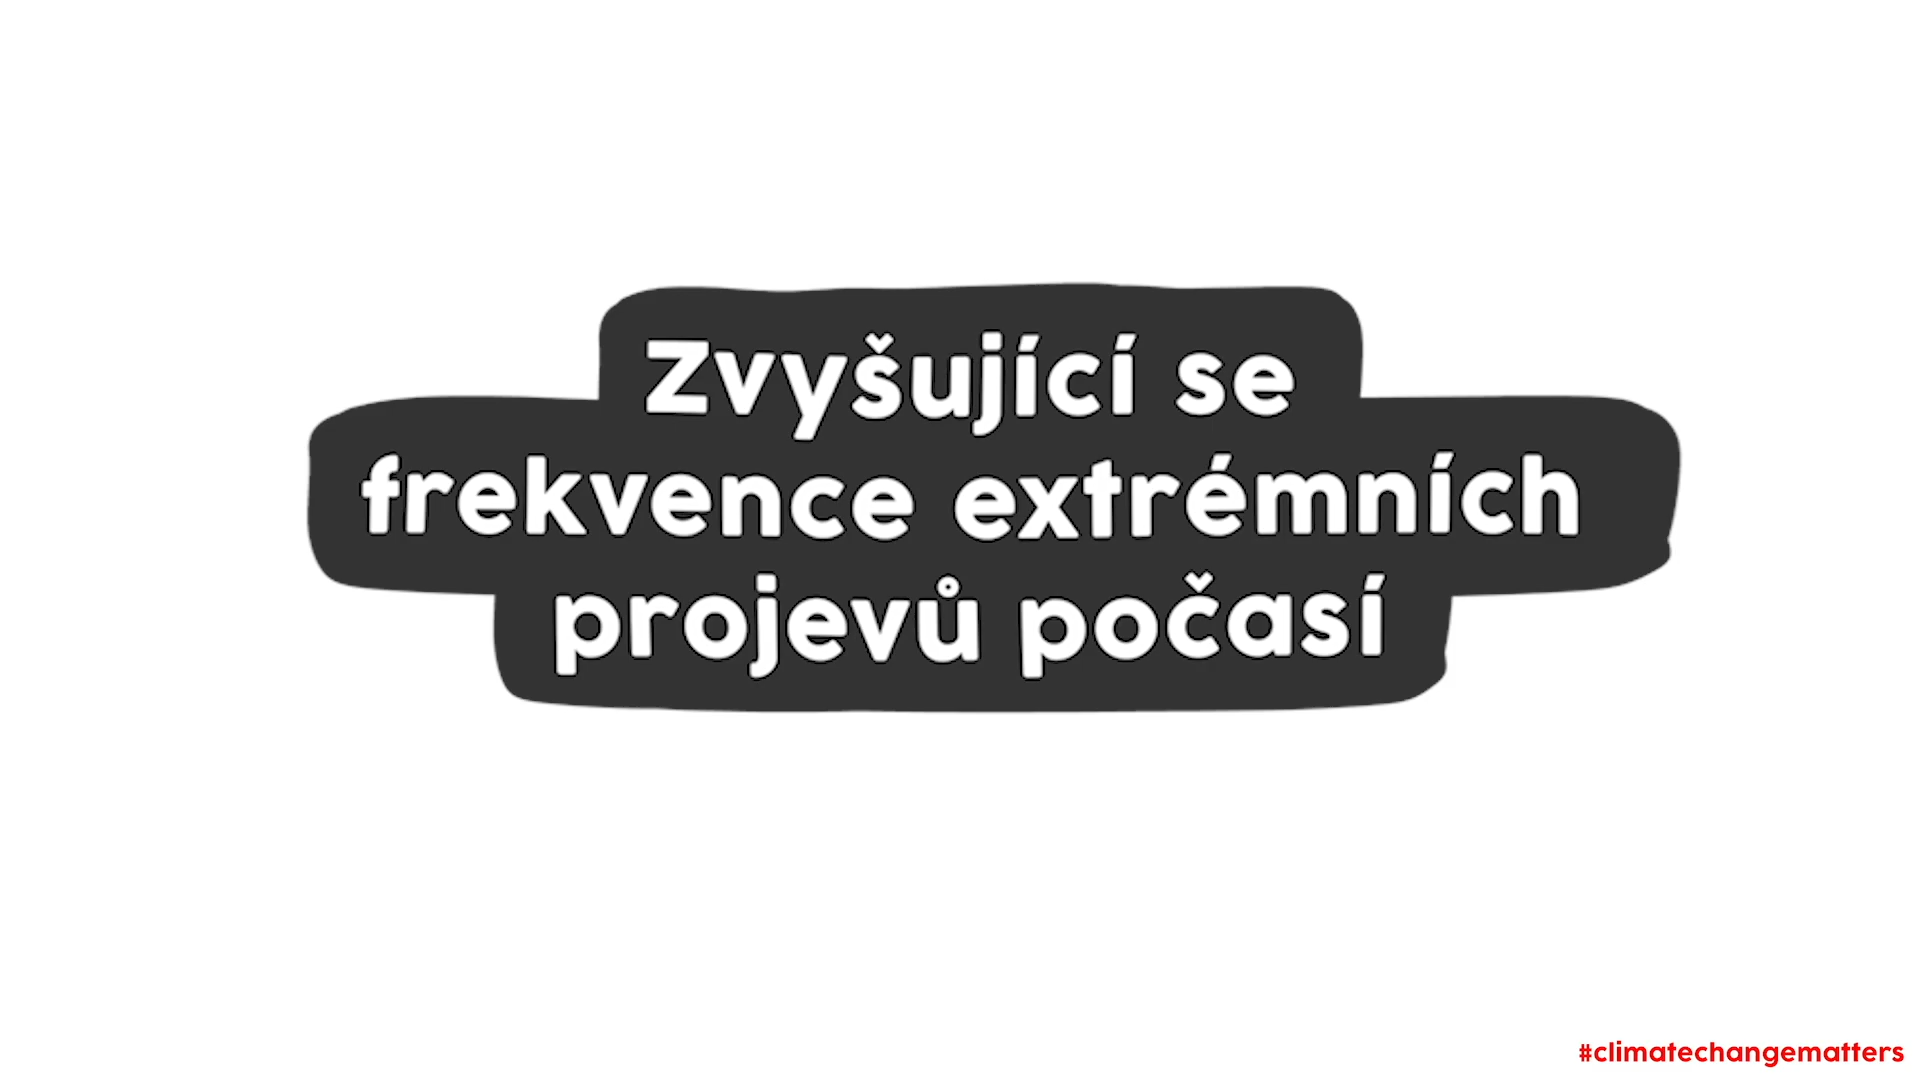 Zvyšující se
frekvence extrémních
projevů počasí
#climatechangematters